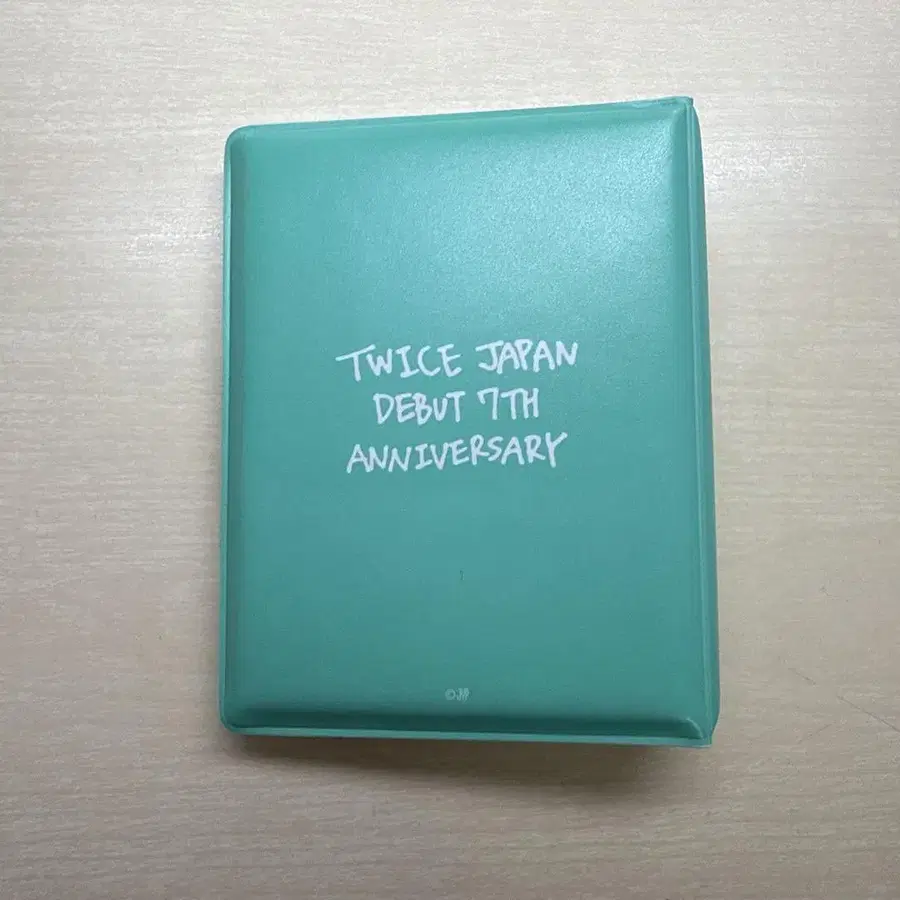 TWICE JAPAN
DEBUT 7TH
ANNIVERSARY